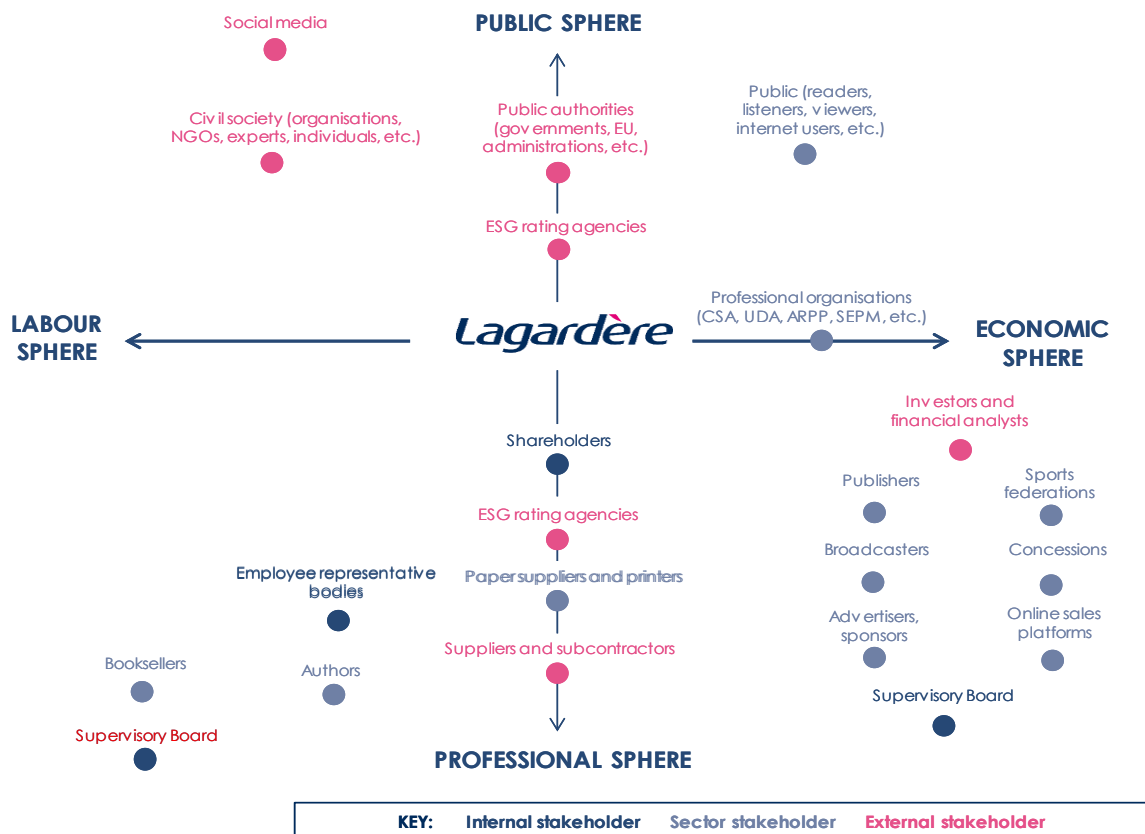 Social media
PUBLIC SPHERE
Public (readers,
listeners, viewers,
internet users, etc.)
Civil society (organisations,
NGOs, experts, individuals, etc.)
Public authorities
(governments, EU,
administrations, etc.)
ESG rating agencies
Professional organisations
(CSA, UDA, ARPP, SEPM, etc.)
LABOUR
SPHERE
Lagardère
ECONOMIC
SPHERE
Investors and
financial analysts
Shareholders
Publishers
Sports
federations
ESG rating agencies
Broadcasters
Concessions
Employee representative
bodies
Paper suppliers and printers
Advertisers,
sponsors
Online sales
platforms
Suppliers and subcontractors
Booksellers
Authors
Supervisory Board
Supervisory Board
PROFESSIONAL SPHERE
KEY: Internal stakeholder Sector stakeholder External stakeholder